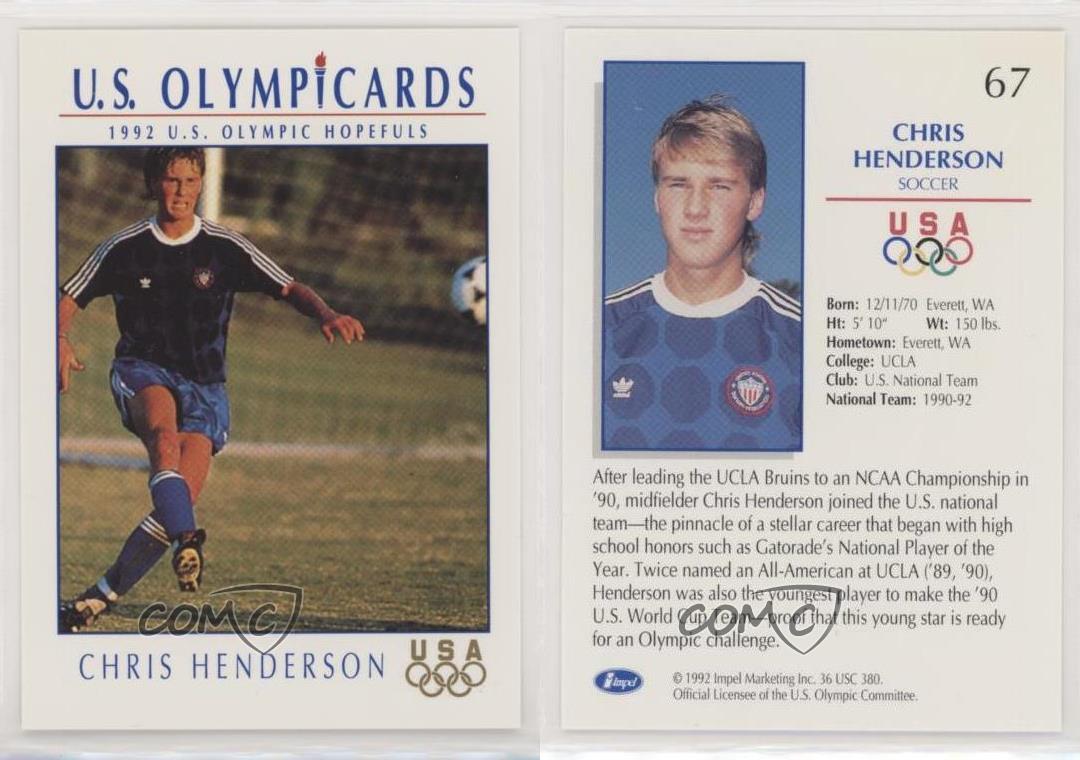 U.S. OLYMPICARDS
1992 U.S. OLYMPIC HOPEFULS
CHRIS HENDERSON
USA
COMC
67
CHRIS
HENDERSON
SOCCER
USA
Born: 12/11/70 Everett, WA
Ht: 5' 10" Wt: 150 lbs.
Hometown: Everett, WA
College: UCLA
Club: U.S. National Team
National Team: 1990-92
After leading the UCLA Bruins to an NCAA Championship in
'90, midfielder Chris Henderson joined the U.S. national
team—the pinnacle of a stellar career that began with high
school honors such as Gatorade's National Player of the
Year. Twice named an All-American at UCLA ('89, '90),
Henderson was also the youngest player to make the '90
U.S. World Cup Team—proof that this young star is ready
for an Olympic challenge.
COMC
Impel
© 1992 Impel Marketing Inc. 36 USC 380.
Official Licensee of the U.S. Olympic Committee.